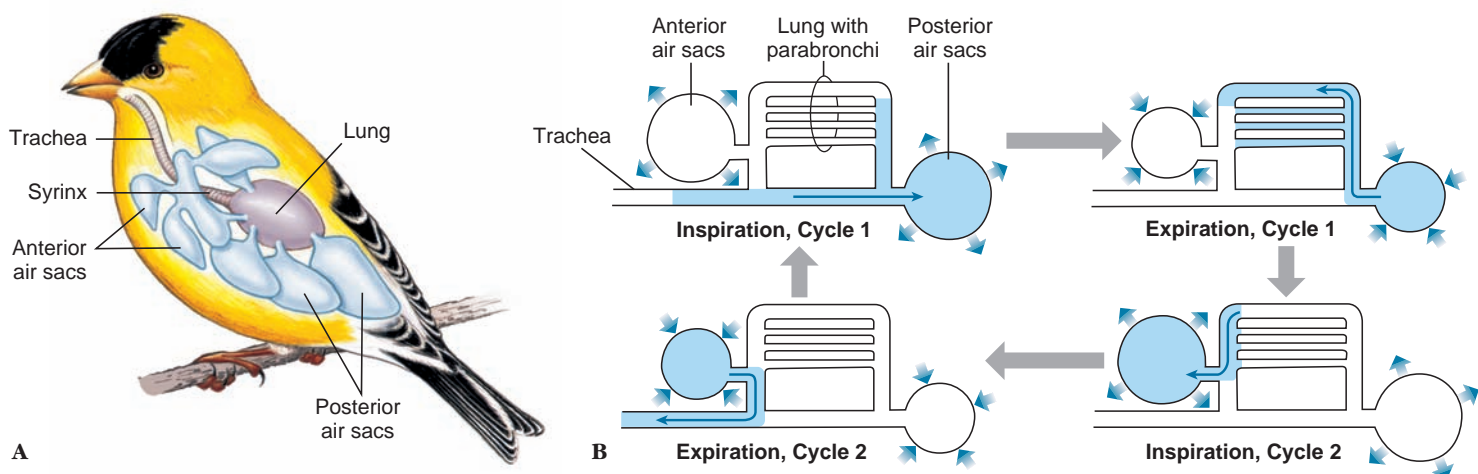 Trachea
Syrinx
Anterior
air sacs
Lung
Posterior
air sacs
A
Anterior
air sacs
Lung with
parabronchi
Posterior
air sacs
Trachea
Inspiration, Cycle 1
Expiration, Cycle 1
Expiration, Cycle 2
Inspiration, Cycle 2
B